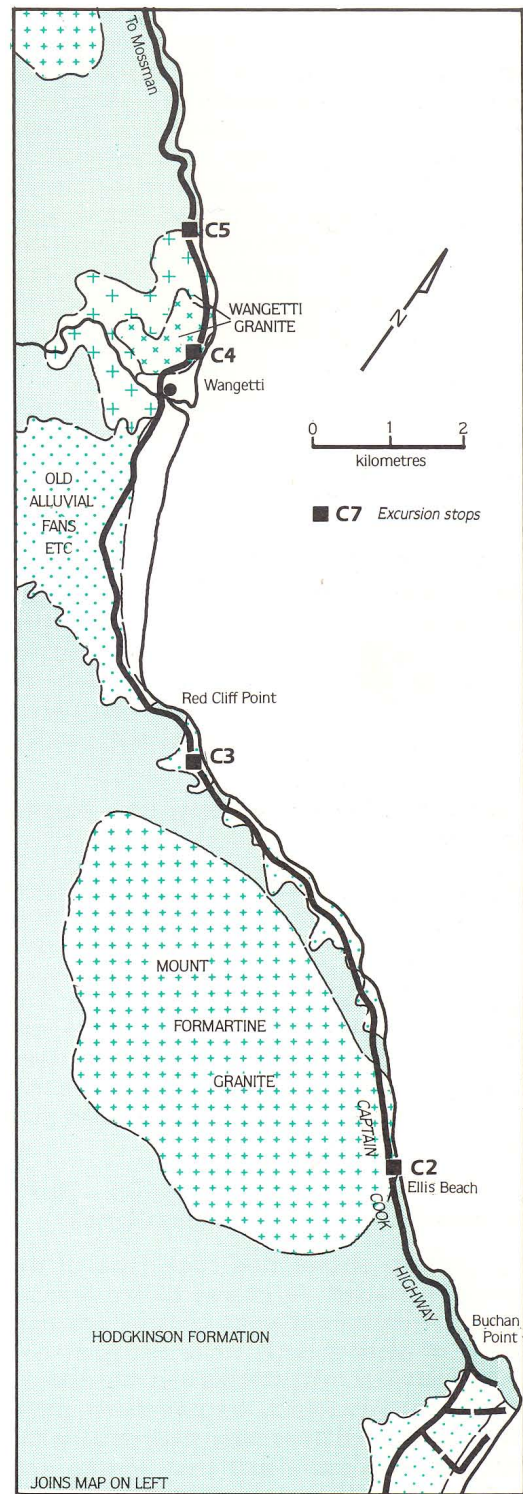 To Mossman
C5
WANGETTI
GRANITE
C4
Wangetti
N
0 1 2
kilometres
C7 Excursion stops
OLD
ALLUVIAL
FANS
ETC
Red Cliff Point
C3
MOUNT
FORMARTINE
GRANITE
CAPTAIN
COOK
HIGHWAY
C2
Ellis Beach
Buchan
Point
HODGKINSON FORMATION
JOINS MAP ON LEFT